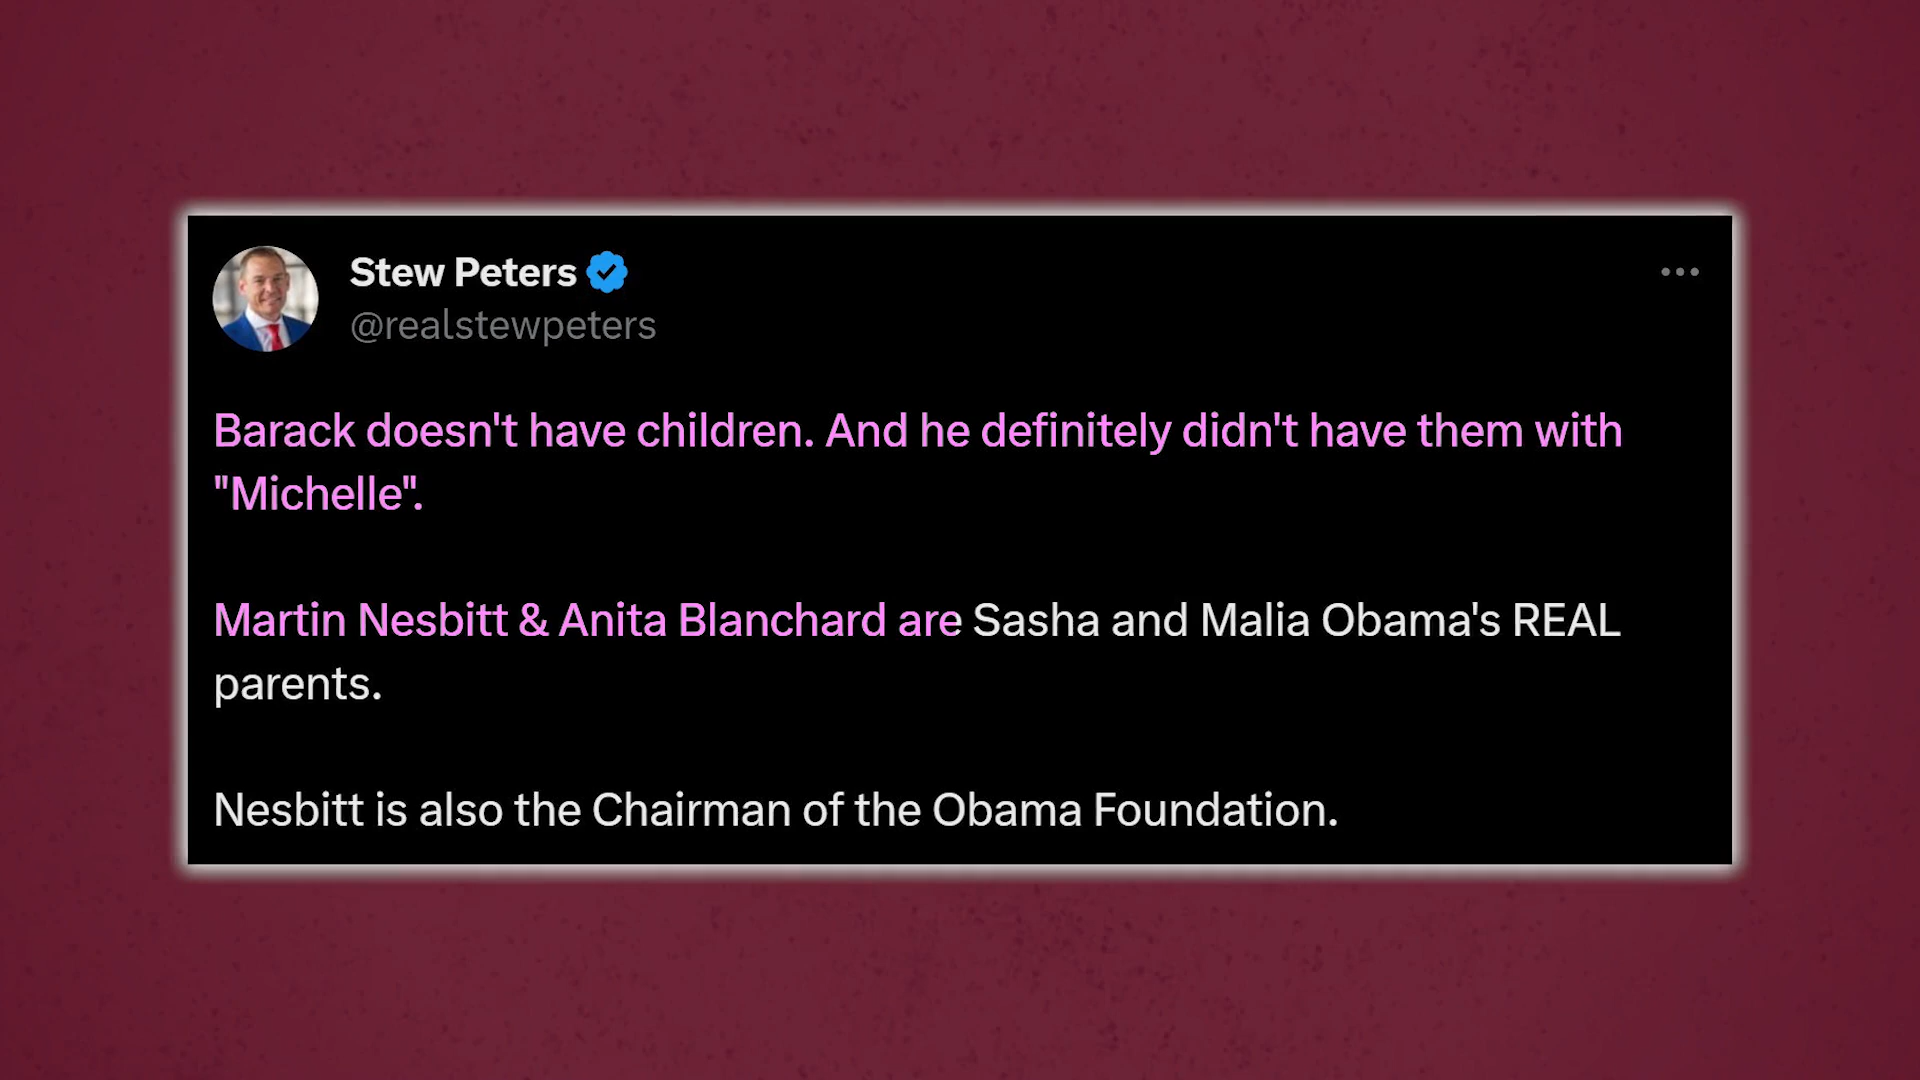 Stew Peters
@realstewpeters
Barack doesn't have children. And he definitely didn't have them with
"Michelle".
Martin Nesbitt & Anita Blanchard are Sasha and Malia Obama's REAL
parents.
Nesbitt is also the Chairman of the Obama Foundation.